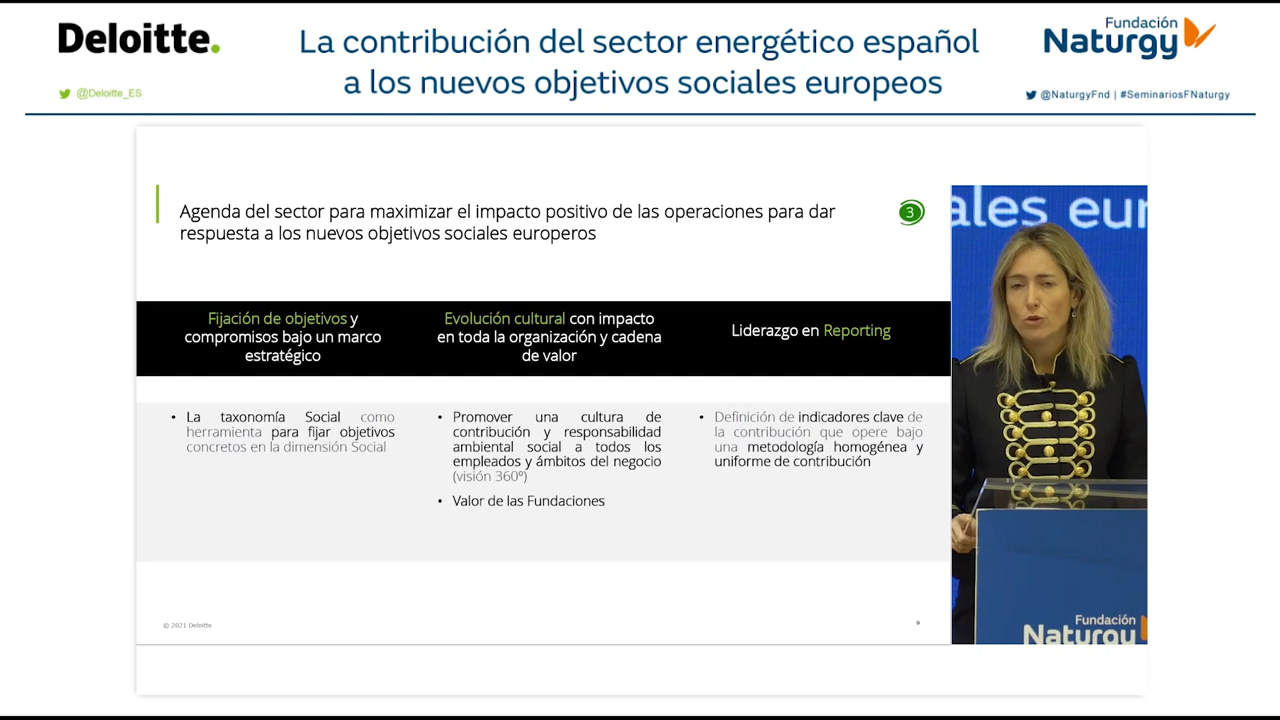 Deloitte.
@Deloitte_ES
La contribución del sector energético español
a los nuevos objetivos sociales europeos
Fundación
Naturgy
@NaturgyFnd | #SeminariosFNaturgy
Agenda del sector para maximizar el impacto positivo de las operaciones para dar
respuesta a los nuevos objetivos sociales europeros
3
Fijación de objetivos y
compromisos bajo un marco
estratégico
Evolución cultural con impacto
en toda la organización y cadena
de valor
Liderazgo en Reporting
• La taxonomía Social como
herramienta para fijar objetivos
concretos en la dimensión Social
• Promover una cultura de
contribución y responsabilidad
ambiental social a todos los
empleados y ámbitos del negocio
(visión 360º)
• Valor de las Fundaciones
• Definición de indicadores clave de
la contribución que opere bajo
una metodología homogénea y
uniforme de contribución
© 2021 Deloitte
9
ales eur
Fundación
Naturgy